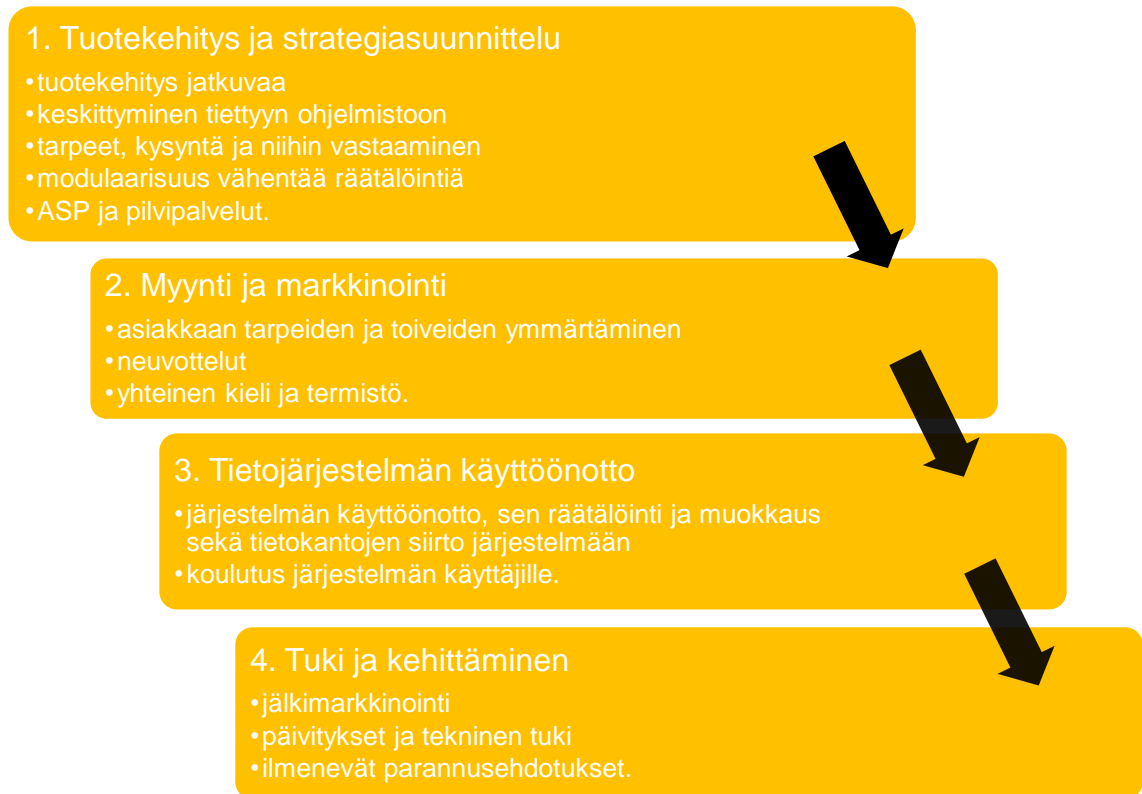 1. Tuotekehitys ja strategiasuunnittelu
•tuotekehitys jatkuvaa
•keskittyminen tiettyyn ohjelmistoon
•tarpeet, kysyntä ja niihin vastaaminen
•modulaarisuus vähentää räätälöintiä
•ASP ja pilvipalvelut.
2. Myynti ja markkinointi
•asiakkaan tarpeiden ja toiveiden ymmärtäminen
•neuvottelut
•yhteinen kieli ja termistö.
3. Tietojärjestelmän käyttöönotto
•järjestelmän käyttöönotto, sen räätälöinti ja muokkaus
sekä tietokantojen siirto järjestelmään
•koulutus järjestelmän käyttäjille.
4. Tuki ja kehittäminen
•jälkimarkkinointi
•päivitykset ja tekninen tuki
•ilmenevät parannusehdotukset.